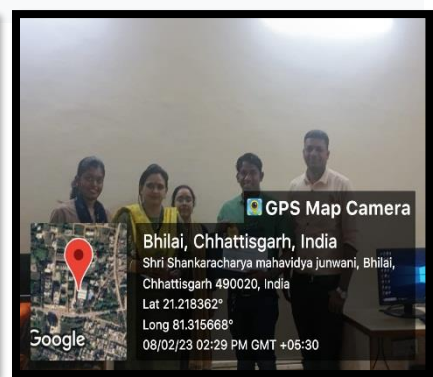 GPS Map Camera
Bhilai, Chhattisgarh, India
Shri Shankaracharya mahavidya junwani, Bhilai,
Chhattisgarh 490020, India
Lat 21.218362°
Long 81.315668°
08/02/23 02:29 PM GMT +05:30
Google